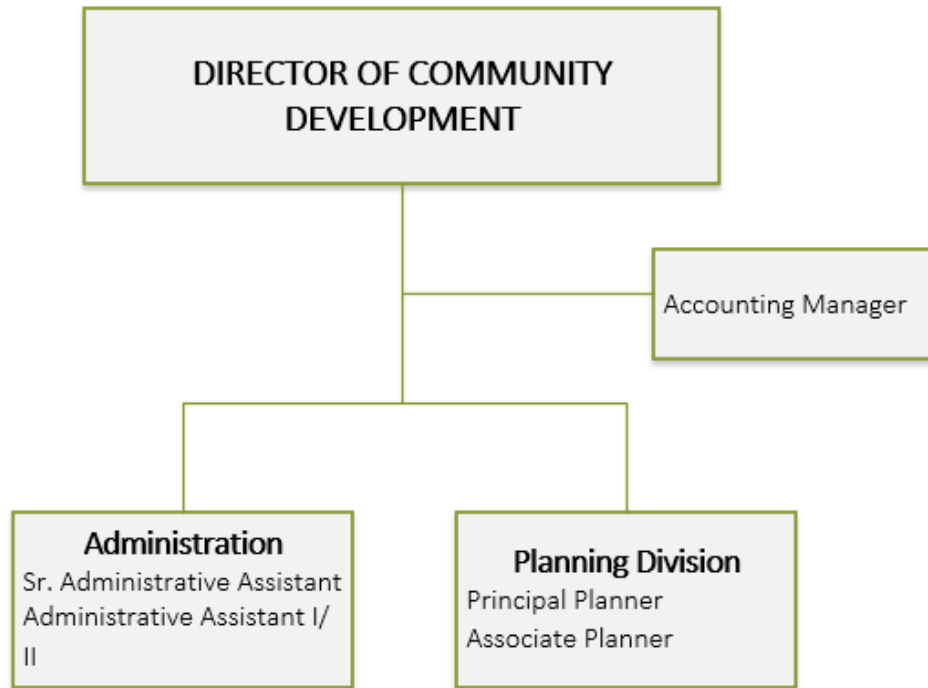 DIRECTOR OF COMMUNITY
DEVELOPMENT
Accounting Manager
Administration
Sr. Administrative Assistant
Administrative Assistant I/
II
Planning Division
Principal Planner
Associate Planner